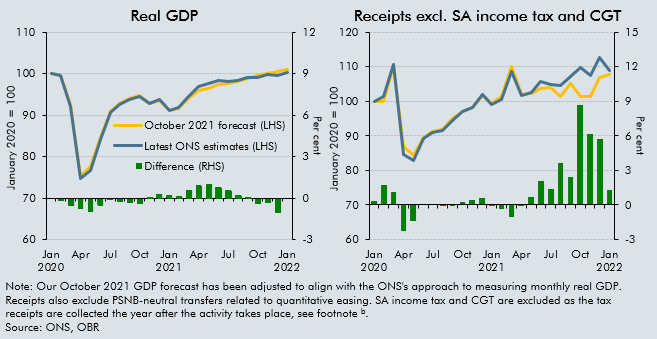 Real GDP
110
100
90
80
70
60
January 2020 = 100
12
9
6
3
0
-3
Per cent
October 2021 forecast (LHS)
Latest ONS estimates (LHS)
Difference (RHS)
Jan Apr Jul Oct Jan Apr Jul Oct Jan
2020 2021 2022
Receipts excl. SA income tax and CGT
120
110
100
90
80
70
60
January 2020 = 100
15
12
9
6
3
0
-3
Per cent
Jan Apr Jul Oct Jan Apr Jul Oct Jan
2020 2021 2022
Note: Our October 2021 GDP forecast has been adjusted to align with the ONS's approach to measuring monthly real GDP.
Receipts also exclude PSNB-neutral transfers related to quantitative easing. SA income tax and CGT are excluded as the tax
receipts are collected the year after the activity takes place, see footnote b.
Source: ONS, OBR